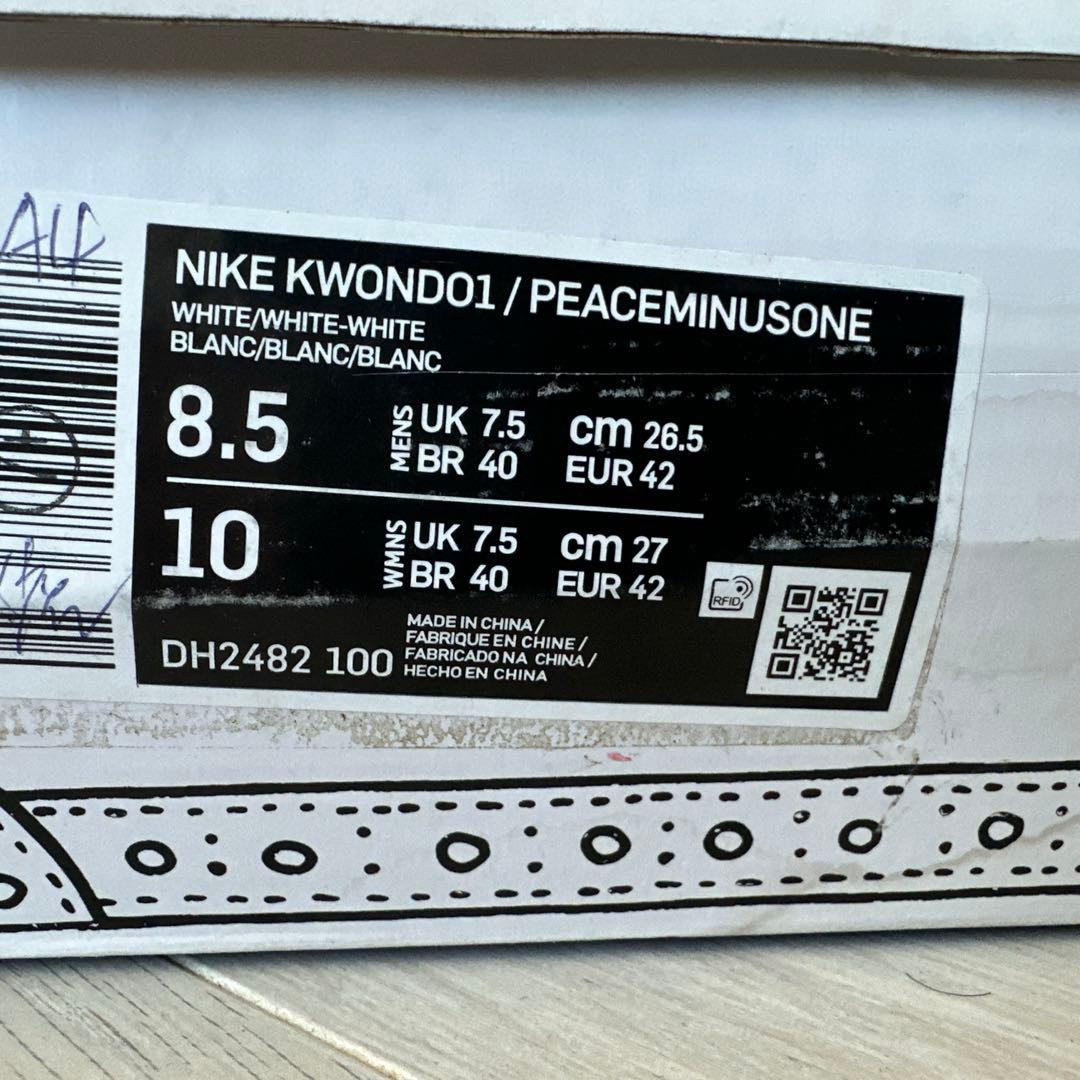 AIR
NIKE KWONDO1 / PEACEMINUSONE
WHITE/WHITE-WHITE
BLANC/BLANC/BLANC
8.5 MENS UK 7.5 cm 26.5
BR 40 EUR 42
10 WMNS UK 7.5 cm 27
BR 40 EUR 42
RFID
DH2482 100
MADE IN CHINA /
FABRIQUE EN CHINE /
FABRICADO NA CHINA /
HECHO EN CHINA